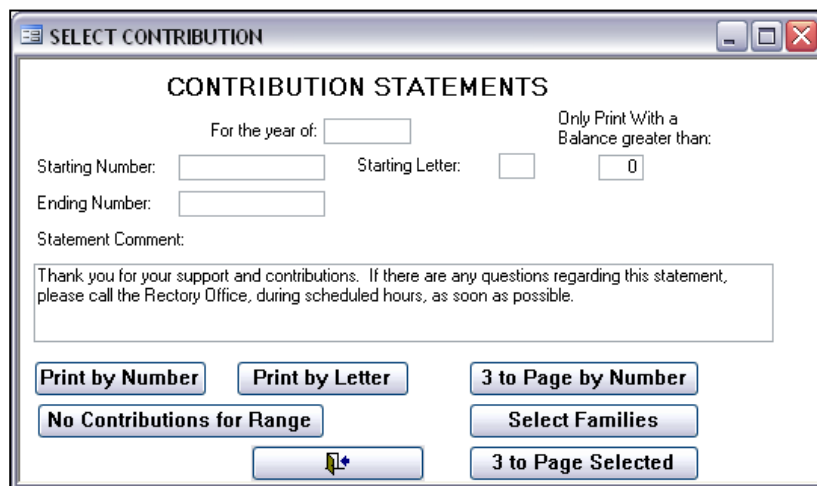 SELECT CONTRIBUTION
CONTRIBUTION STATEMENTS
For the year of:
Only Print With a
Balance greater than:
Starting Number:
Starting Letter:
0
Ending Number:
Statement Comment:
Thank you for your support and contributions.  If there are any questions regarding this statement,
please call the Rectory Office, during scheduled hours, as soon as possible.
Print by Number
Print by Letter
3 to Page by Number
No Contributions for Range
Select Families
3 to Page Selected